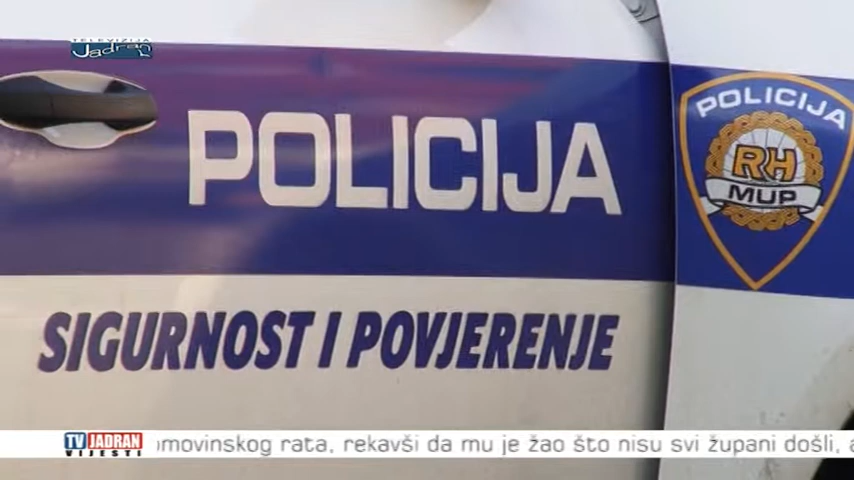 TELEVIZIJA
Jadran
POLICIJA
POLICIJA
RH
MUP
SIGURNOST I POVJERENJE
TV JADRAN
VIJESTI
omovinskog rata, rekavši da mu je žao što nisu svi župani došli, a